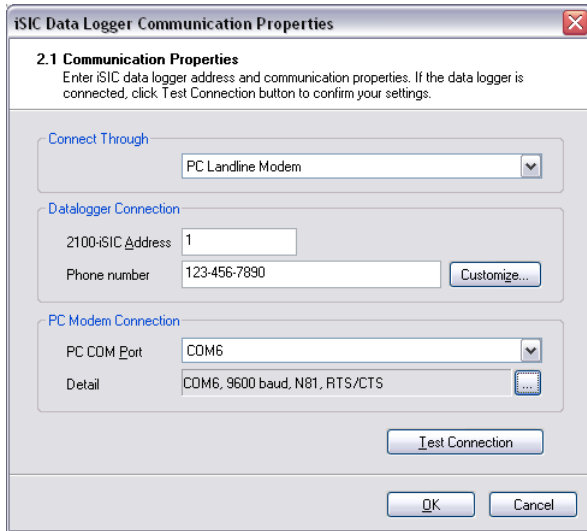 iSIC Data Logger Communication Properties
2.1 Communication Properties
Enter iSIC data logger address and communication properties. If the data logger is
connected, click Test Connection button to confirm your settings.
Connect Through
PC Landline Modem
Datalogger Connection
2100-iSIC Address 1
Phone number 123-456-7890 Customize...
PC Modem Connection
PC COM Port COM6
Detail COM6, 9600 baud, N81, RTS/CTS ...
Test Connection
OK Cancel